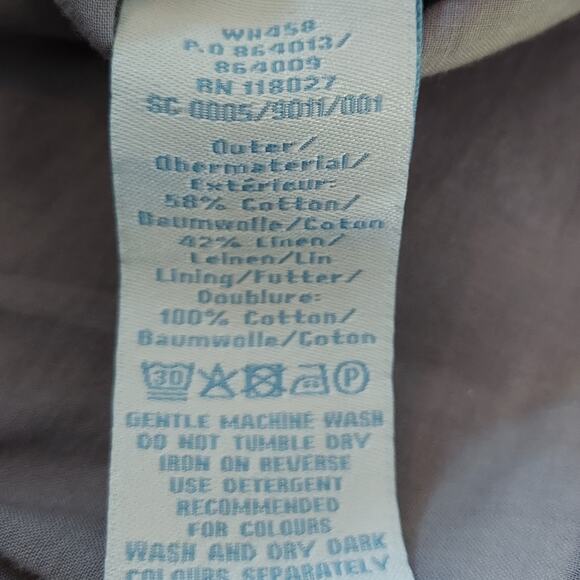 WH458
P.O 864013/
864009
RN 118027
SC 0005/9011/001
Outer/
Obermaterial/
Extérieur:
58% Cotton/
Baumwolle/Coton
42% Linen/
Leinen/Lin
Lining/Futter/
Doublure:
100% Cotton/
Baumwolle/Coton
30 P
GENTLE MACHINE WASH
DO NOT TUMBLE DRY
IRON ON REVERSE
USE DETERGENT
RECOMMENDED
FOR COLOURS
WASH AND DRY DARK
COLOURS SEPARATELY